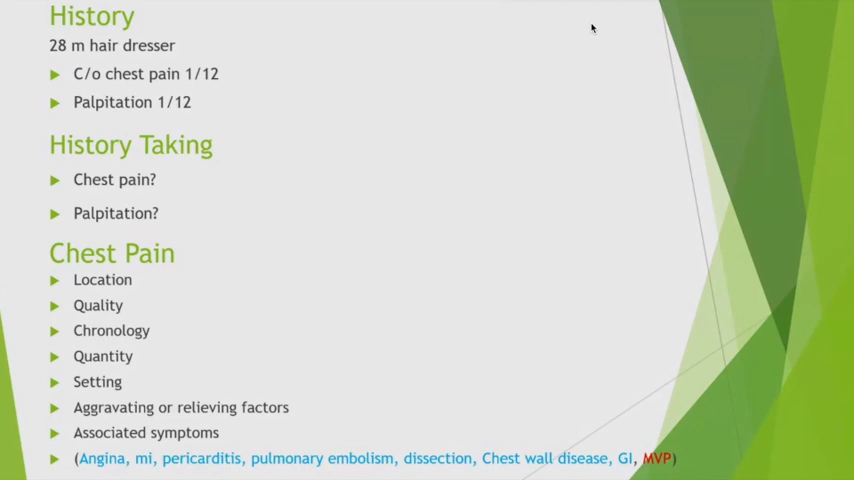 History
28 m hair dresser
C/o chest pain 1/12
Palpitation 1/12
History Taking
Chest pain?
Palpitation?
Chest Pain
Location
Quality
Chronology
Quantity
Setting
Aggravating or relieving factors
Associated symptoms
(Angina, mi, pericarditis, pulmonary embolism, dissection, Chest wall disease, GI, MVP)